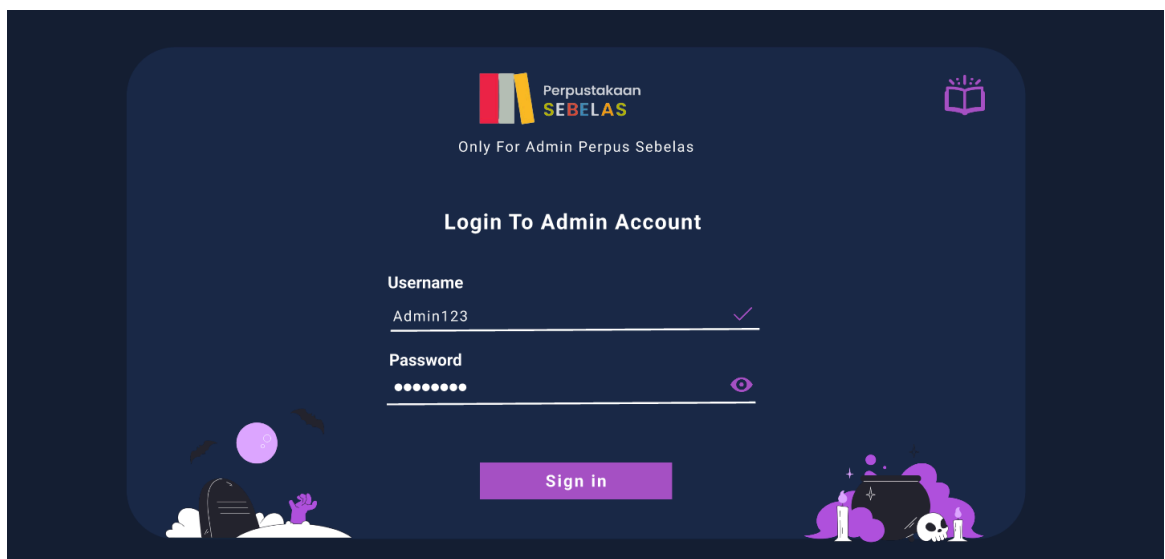 Perpustakaan
SEBELAS
Only For Admin Perpus Sebelas
Login To Admin Account
Username
Admin123
Password
●●●●●●●●
Sign in